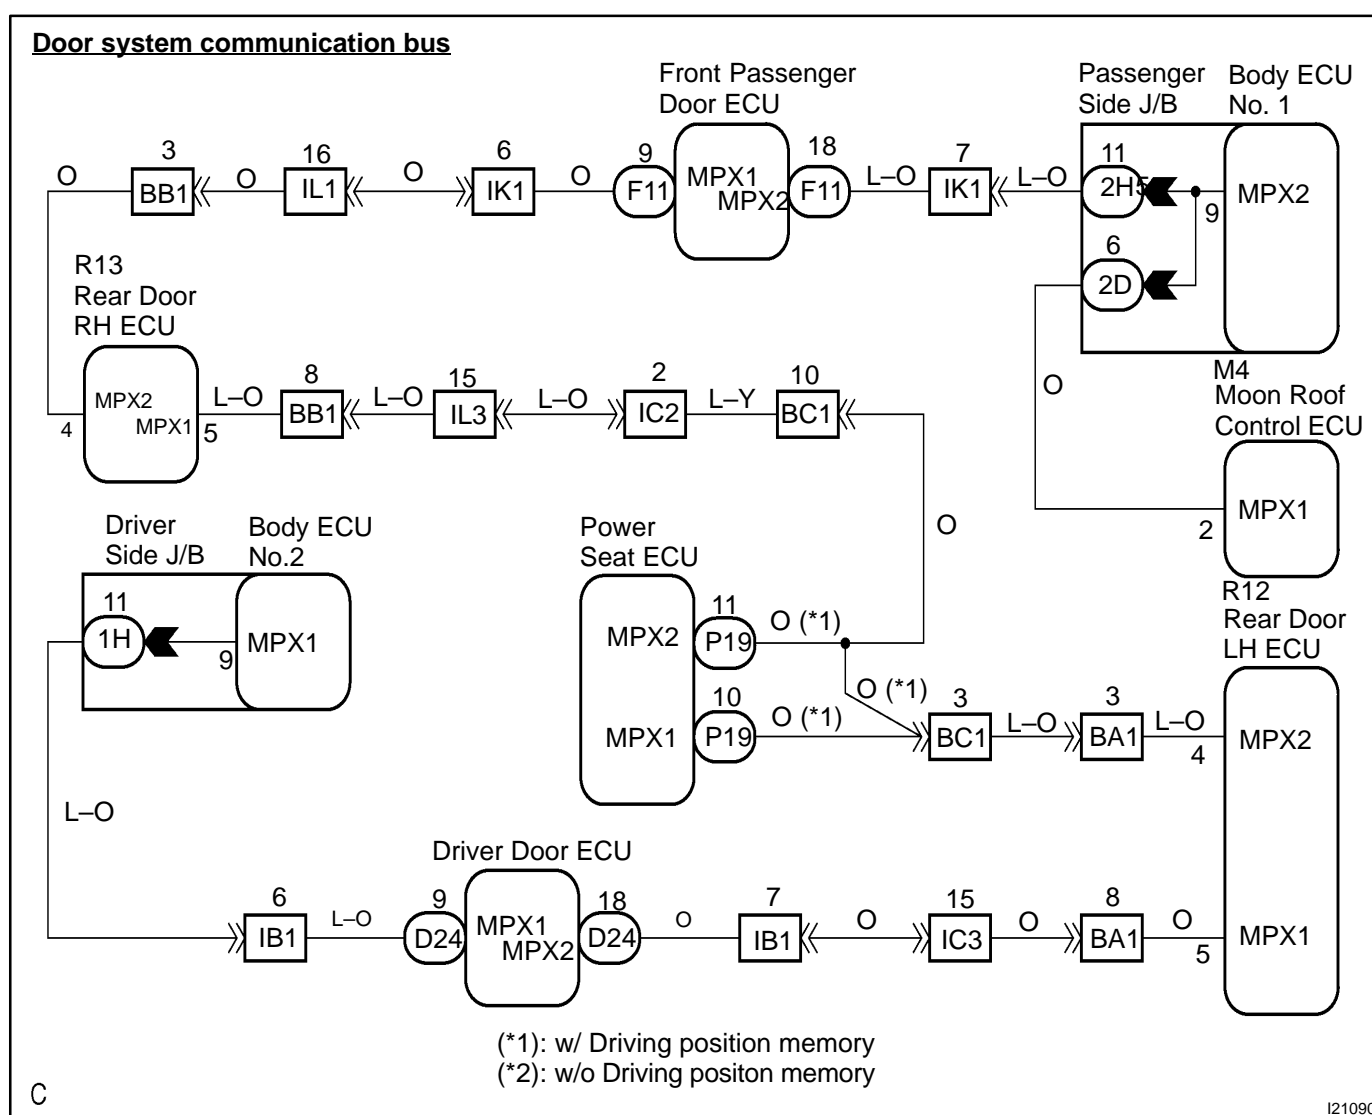 Door system communication bus
Front Passenger
Door ECU
Passenger
Side J/B
Body ECU
No. 1
3
16
6
9
18
7
11
O
BB1
O
IL1
O
IK1
O
F11
MPX1
MPX2
F11
L–O
IK1
L–O
2H5
9
MPX2
6
2D
R13
Rear Door
RH ECU
8
15
2
10
O
M4
Moon Roof
Control ECU
MPX2
MPX1
4
5
L–O
BB1
L–O
IL3
L–O
IC2
L–Y
BC1
MPX1
2
Driver
Side J/B
Body ECU
No.2
Power
Seat ECU
O
11
1H
9
MPX1
R12
Rear Door
LH ECU
MPX2
11
P19
O (*1)
O (*1)
10
MPX1
P19
O (*1)
3
BC1
L–O
3
BA1
L–O
4
MPX2
L–O
Driver Door ECU
6
9
18
7
15
8
IB1
L–O
D24
MPX1
MPX2
D24
O
IB1
O
IC3
O
BA1
O
5
MPX1
(*1): w/ Driving position memory
(*2): w/o Driving positon memory
C
I21090